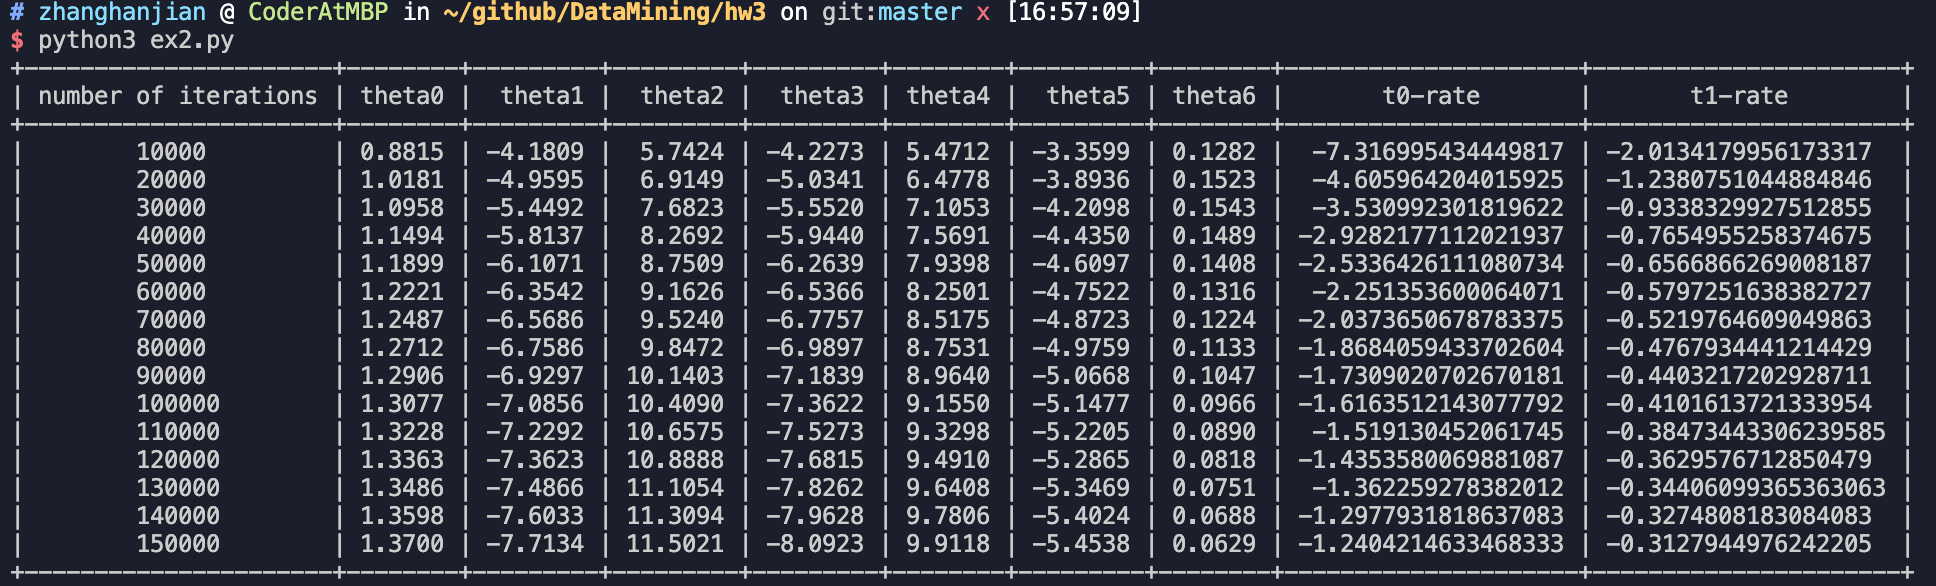 # zhanghanjian @ CoderAtMBP in ~/github/DataMining/hw3 on git:master x [16:57:09]
$ python3 ex2.py
+----------------------+--------+---------+---------+---------+--------+---------+--------+---------------------+----------------------+
| number of iterations | theta0 |  theta1 |  theta2 |  theta3 | theta4 |  theta5 | theta6 |       t0-rate       |       t1-rate        |
+----------------------+--------+---------+---------+---------+--------+---------+--------+---------------------+----------------------+
|        10000         | 0.8815 | -4.1809 |  5.7424 | -4.2273 | 5.4712 | -3.3599 | 0.1282 |  -7.316995434449817 | -2.0134179956173317  |
|        20000         | 1.0181 | -4.9595 |  6.9149 | -5.0341 | 6.4778 | -3.8936 | 0.1523 |  -4.605964204015925 | -1.2380751044884846  |
|        30000         | 1.0958 | -5.4492 |  7.6823 | -5.5520 | 7.1053 | -4.2098 | 0.1543 |  -3.530992301819622 | -0.9338329927512855  |
|        40000         | 1.1494 | -5.8137 |  8.2692 | -5.9440 | 7.5691 | -4.4350 | 0.1489 | -2.9282177112021937 | -0.7654955258374675  |
|        50000         | 1.1899 | -6.1071 |  8.7509 | -6.2639 | 7.9398 | -4.6097 | 0.1408 | -2.5336426111080734 | -0.6566866269008187  |
|        60000         | 1.2221 | -6.3542 |  9.1626 | -6.5366 | 8.2501 | -4.7522 | 0.1316 |  -2.251353600064071 | -0.5797251638382727  |
|        70000         | 1.2487 | -6.5686 |  9.5240 | -6.7757 | 8.5175 | -4.8723 | 0.1224 | -2.0373650678783375 | -0.5219764609049863  |
|        80000         | 1.2712 | -6.7586 |  9.8472 | -6.9897 | 8.7531 | -4.9759 | 0.1133 | -1.8684059433702604 | -0.4767934441214429  |
|        90000         | 1.2906 | -6.9297 | 10.1403 | -7.1839 | 8.9640 | -5.0668 | 0.1047 | -1.7309020702670181 | -0.4403217202928711  |
|        100000        | 1.3077 | -7.0856 | 10.4090 | -7.3622 | 9.1550 | -5.1477 | 0.0966 | -1.6163512143077792 | -0.4101613721333954  |
|        110000        | 1.3228 | -7.2292 | 10.6575 | -7.5273 | 9.3298 | -5.2205 | 0.0890 |  -1.519130452061745 | -0.38473443306239585 |
|        120000        | 1.3363 | -7.3623 | 10.8888 | -7.6815 | 9.4910 | -5.2865 | 0.0818 | -1.4353580069881087 | -0.3629576712850479  |
|        130000        | 1.3486 | -7.4866 | 11.1054 | -7.8262 | 9.6408 | -5.3469 | 0.0751 |  -1.362259278382012 | -0.34406099365363063 |
|        140000        | 1.3598 | -7.6033 | 11.3094 | -7.9628 | 9.7806 | -5.4024 | 0.0688 | -1.2977931818637083 | -0.3274808183084083  |
|        150000        | 1.3700 | -7.7134 | 11.5021 | -8.0923 | 9.9118 | -5.4538 | 0.0629 | -1.2404214633468333 | -0.3127944976242205  |
+----------------------+--------+---------+---------+---------+--------+---------+--------+---------------------+----------------------+